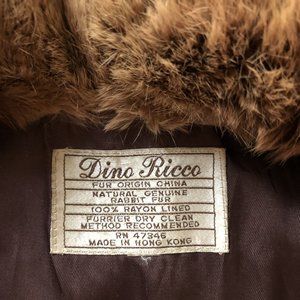 Dino Ricco
FUR ORIGIN CHINA
NATURAL GENUINE
RABBIT FUR
100% RAYON LINED
FURRIER DRY CLEAN
METHOD RECOMMENDED
RN 47346
MADE IN HONG KONG